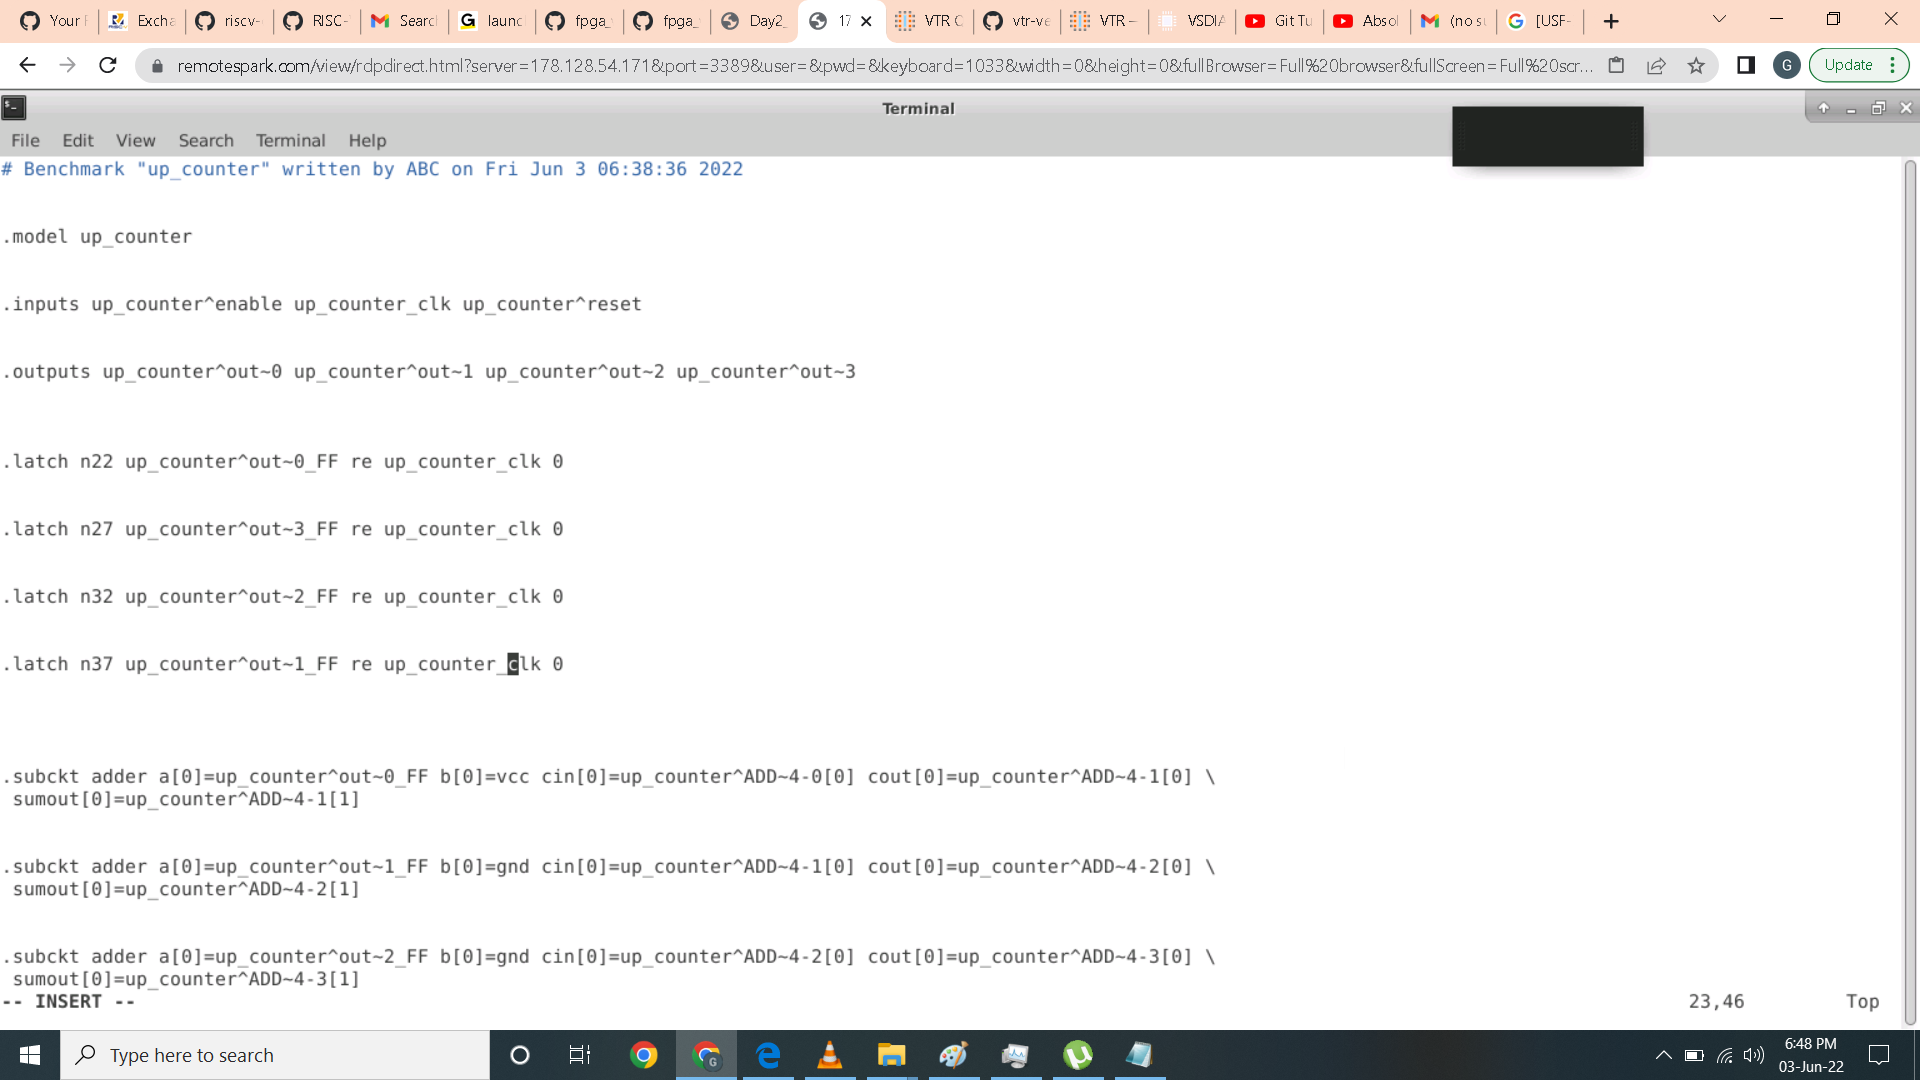 Your
Excha
riscv-
RISC-
Searc
launc
fpga_
fpga_
Day2_
17
VTR C
vtr-ve
VTR —
VSDIA
Git Tu
Abso
(no su
[USF-
remotespark.com/view/rdpdirect.html?server=178.128.54.171&port=3389&user=&pwd=&keyboard=1033&width=0&height=0&fullBrowser=Full%20browser&fullScreen=Full%20scr...
G
Update
Terminal
File Edit View Search Terminal Help
# Benchmark "up_counter" written by ABC on Fri Jun 3 06:38:36 2022
.model up_counter
.inputs up_counter^enable up_counter_clk up_counter^reset
.outputs up_counter^out~0 up_counter^out~1 up_counter^out~2 up_counter^out~3
.latch n22 up_counter^out~0_FF re up_counter_clk 0
.latch n27 up_counter^out~3_FF re up_counter_clk 0
.latch n32 up_counter^out~2_FF re up_counter_clk 0
.latch n37 up_counter^out~1_FF re up_counter_clk 0
.subckt adder a[0]=up_counter^out~0_FF b[0]=vcc cin[0]=up_counter^ADD~4-0[0] cout[0]=up_counter^ADD~4-1[0] \
sumout[0]=up_counter^ADD~4-1[1]
.subckt adder a[0]=up_counter^out~1_FF b[0]=gnd cin[0]=up_counter^ADD~4-1[0] cout[0]=up_counter^ADD~4-2[0] \
sumout[0]=up_counter^ADD~4-2[1]
.subckt adder a[0]=up_counter^out~2_FF b[0]=gnd cin[0]=up_counter^ADD~4-2[0] cout[0]=up_counter^ADD~4-3[0] \
sumout[0]=up_counter^ADD~4-3[1]
-- INSERT -- 23,46 Top
Type here to search
6:48 PM
03-Jun-22